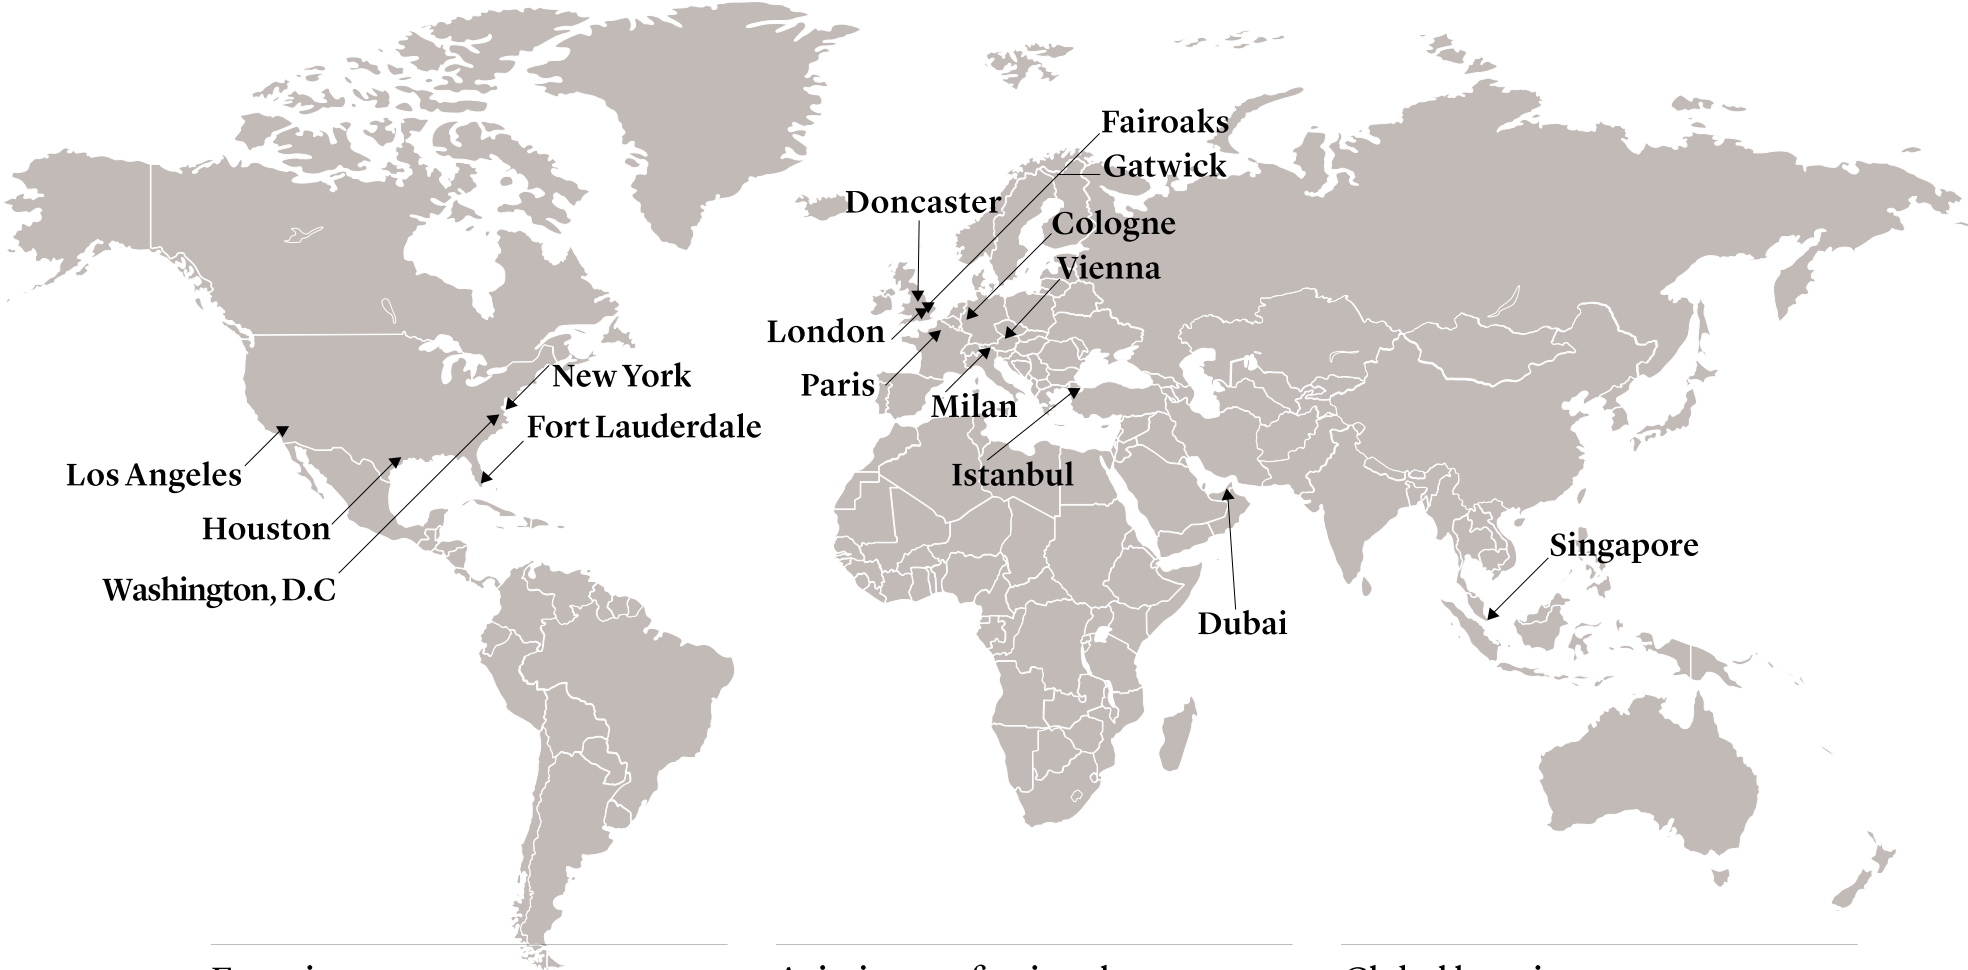 Fairoaks
Gatwick
Doncaster
Cologne
Vienna
London
New York
Paris
Milan
Fort Lauderdale
Los Angeles
Istanbul
Houston
Singapore
Washington, D.C
Dubai